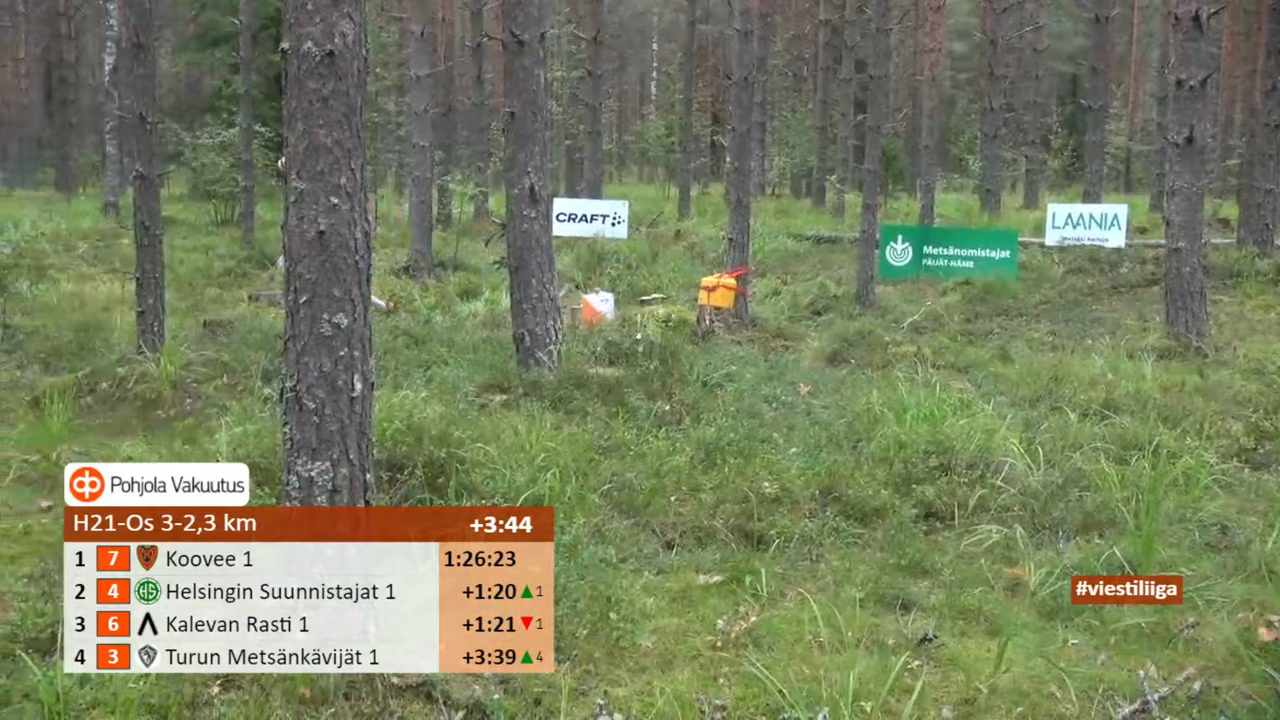 CRAFT
LAANIA
Metsänomistajat
PÄIJÄT-HÄME
Pohjola Vakuutus
H21-Os 3-2,3 km +3:44
1 7 Koovee 1 1:26:23
2 4 Helsingin Suunnistajat 1 +1:20 ▲1
3 6 Kalevan Rasti 1 +1:21 ▼1
4 3 Turun Metsänkävijät 1 +3:39 ▲4
#viestiliiga